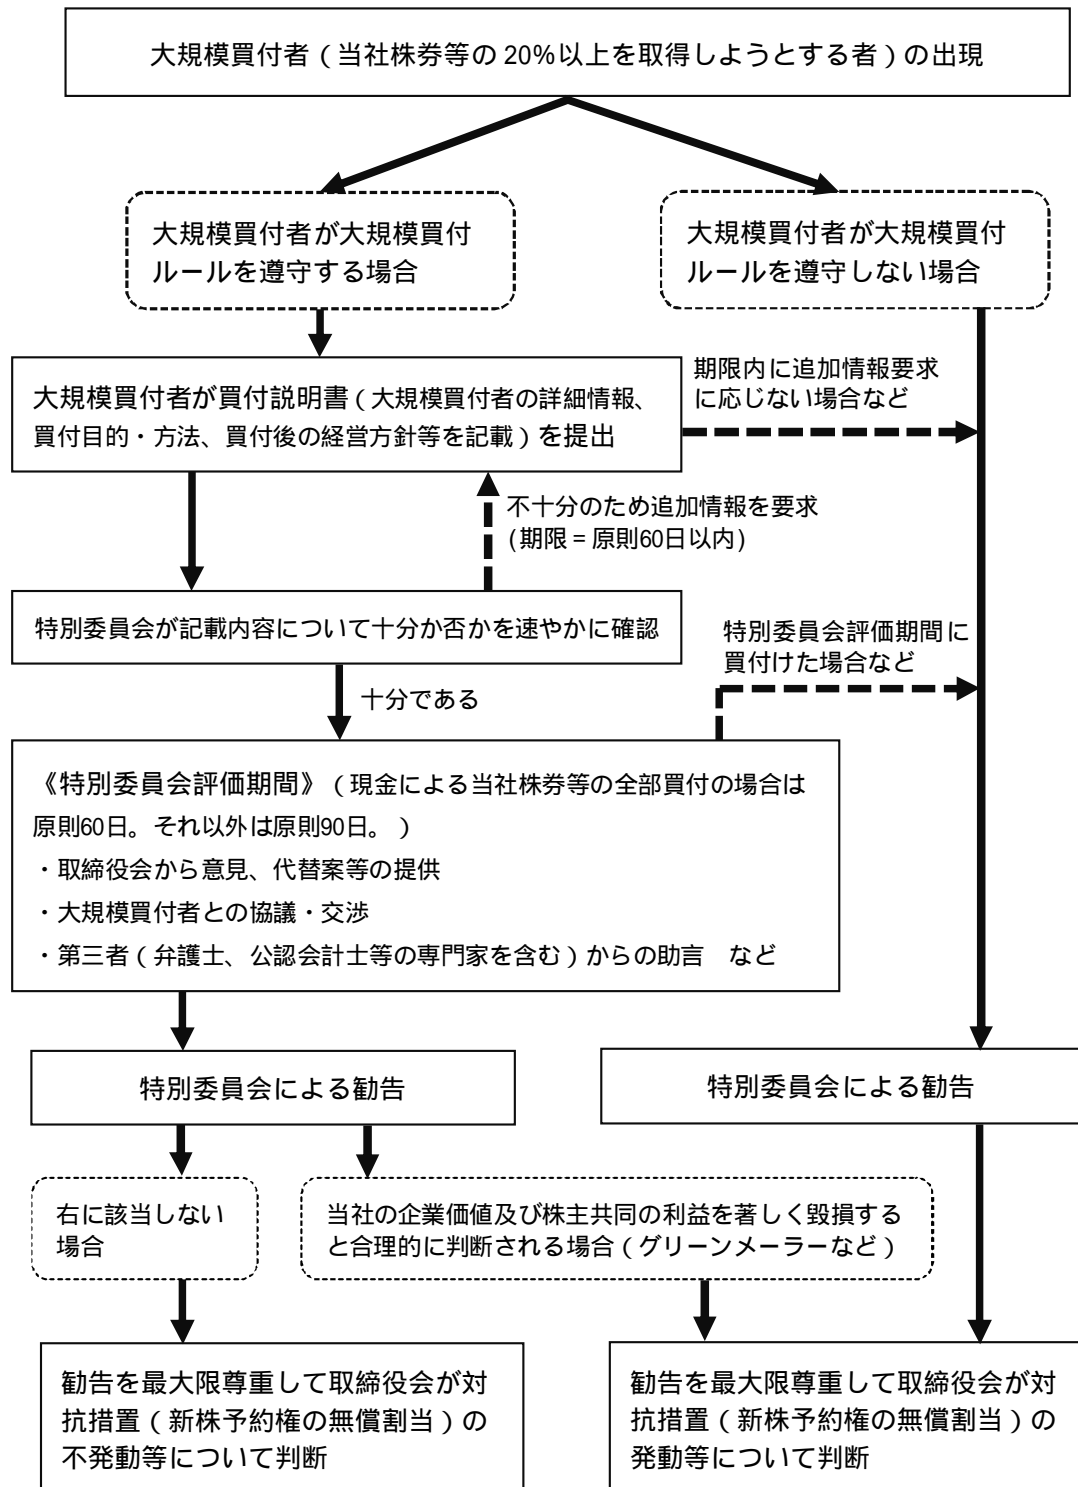 大規模買付者（当社株券等の 20％以上を取得しようとする者）の出現
大規模買付者が大規模買付
ルールを遵守する場合
大規模買付者が大規模買付
ルールを遵守しない場合
大規模買付者が買付説明書（大規模買付者の詳細情報、
買付目的・方法、買付後の経営方針等を記載）を提出
期限内に追加情報要求
に応じない場合など
不十分のため追加情報を要求
(期限 = 原則60日以内)
特別委員会が記載内容について十分か否かを速やかに確認
特別委員会評価期間に
買付けた場合など
十分である
《特別委員会評価期間》（現金による当社株券等の全部買付の場合は
原則60日。それ以外は原則90日。）
・取締役会から意見、代替案等の提供
・大規模買付者との協議・交渉
・第三者（弁護士、公認会計士等の専門家を含む）からの助言　など
特別委員会による勧告
特別委員会による勧告
右に該当しない
場合
当社の企業価値及び株主共同の利益を著しく毀損する
と合理的に判断される場合（グリーンメーラーなど）
勧告を最大限尊重して取締役会が対
抗措置（新株予約権の無償割当）の
不発動等について判断
勧告を最大限尊重して取締役会が対
抗措置（新株予約権の無償割当）の
発動等について判断